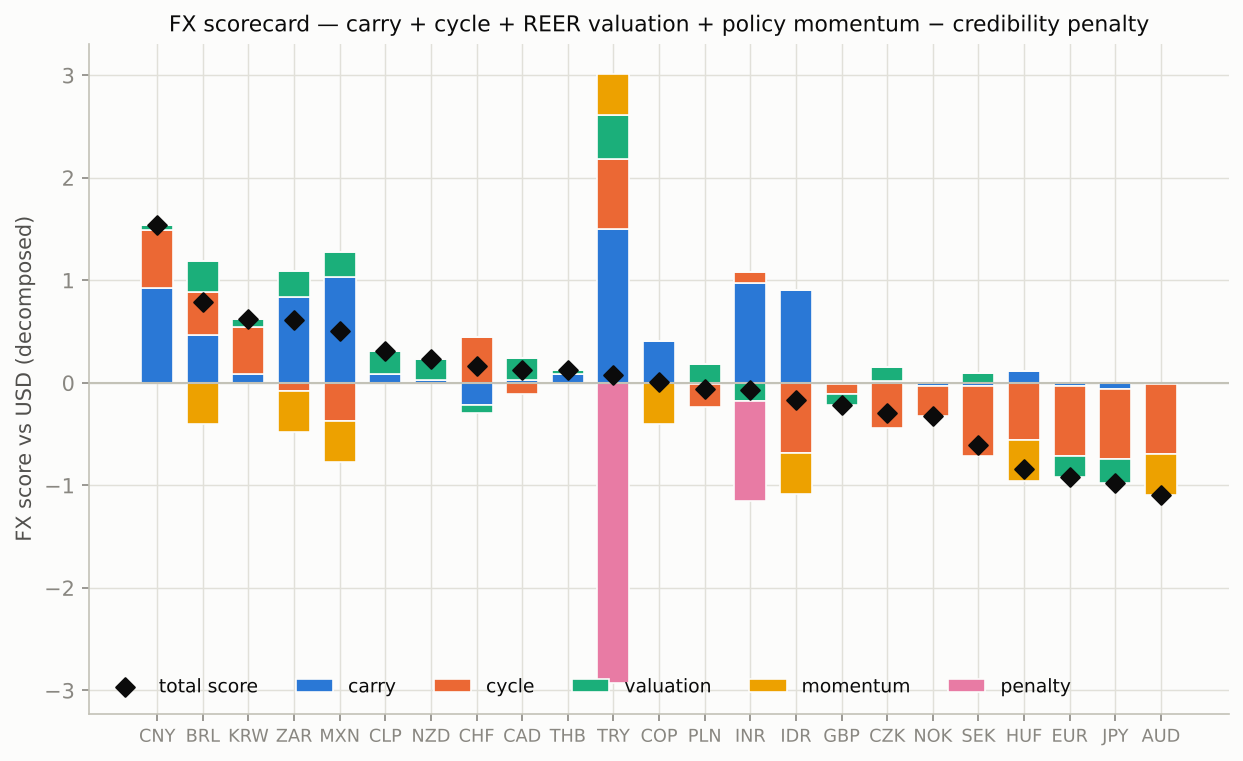 FX scorecard — carry + cycle + REER valuation + policy momentum − credibility penalty
FX score vs USD (decomposed)
3
2
1
0
−1
−2
−3
total score carry cycle valuation momentum penalty
CNY BRL KRW ZAR MXN CLP NZD CHF CAD THB TRY COP PLN INR IDR GBP CZK NOK SEK HUF EUR JPY AUD